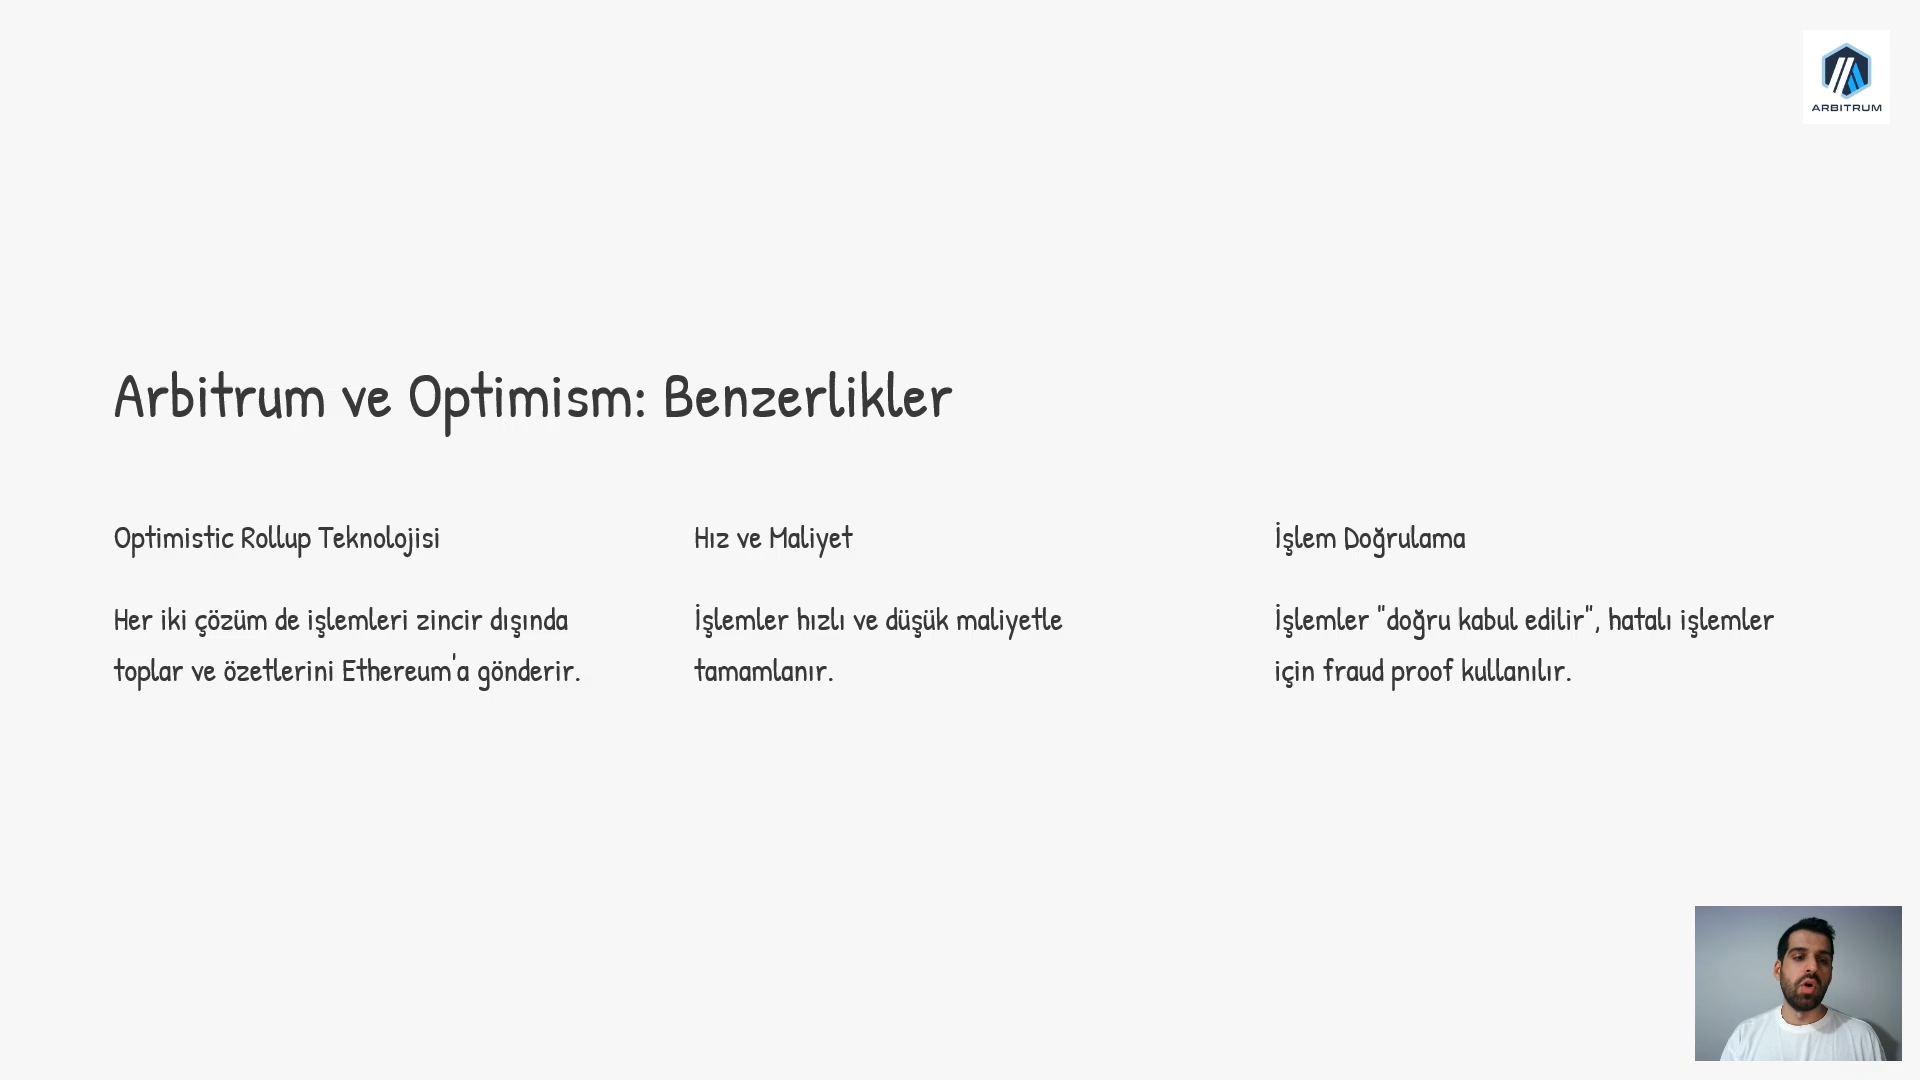 ARBITRUM
Arbitrum ve Optimism: Benzerlikler
Optimistic Rollup Teknolojisi
Her iki çözüm de işlemleri zincir dışında
toplar ve özetlerini Ethereum'a gönderir.
Hız ve Maliyet
İşlemler hızlı ve düşük maliyetle
tamamlanır.
İşlem Doğrulama
İşlemler "doğru kabul edilir", hatalı işlemler
için fraud proof kullanılır.